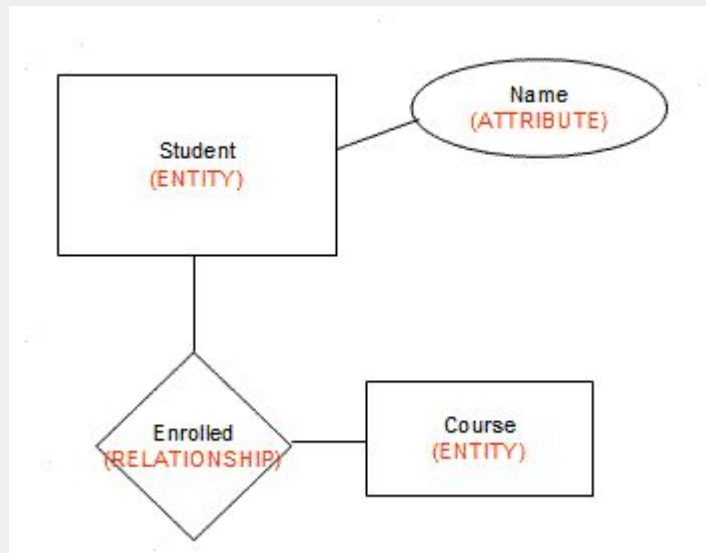 Name
(ATTRIBUTE)
Student
(ENTITY)
Enrolled
(RELATIONSHIP)
Course
(ENTITY)